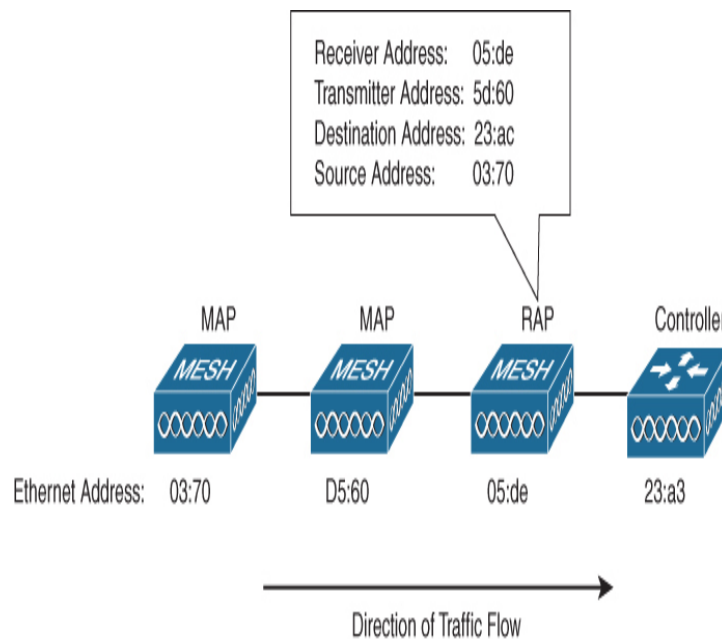 Receiver Address: 05:de
Transmitter Address: 5d:60
Destination Address: 23:ac
Source Address: 03:70
MAP MAP RAP Controller
MESH MESH MESH
Ethernet Address: 03:70 D5:60 05:de 23:a3
Direction of Traffic Flow